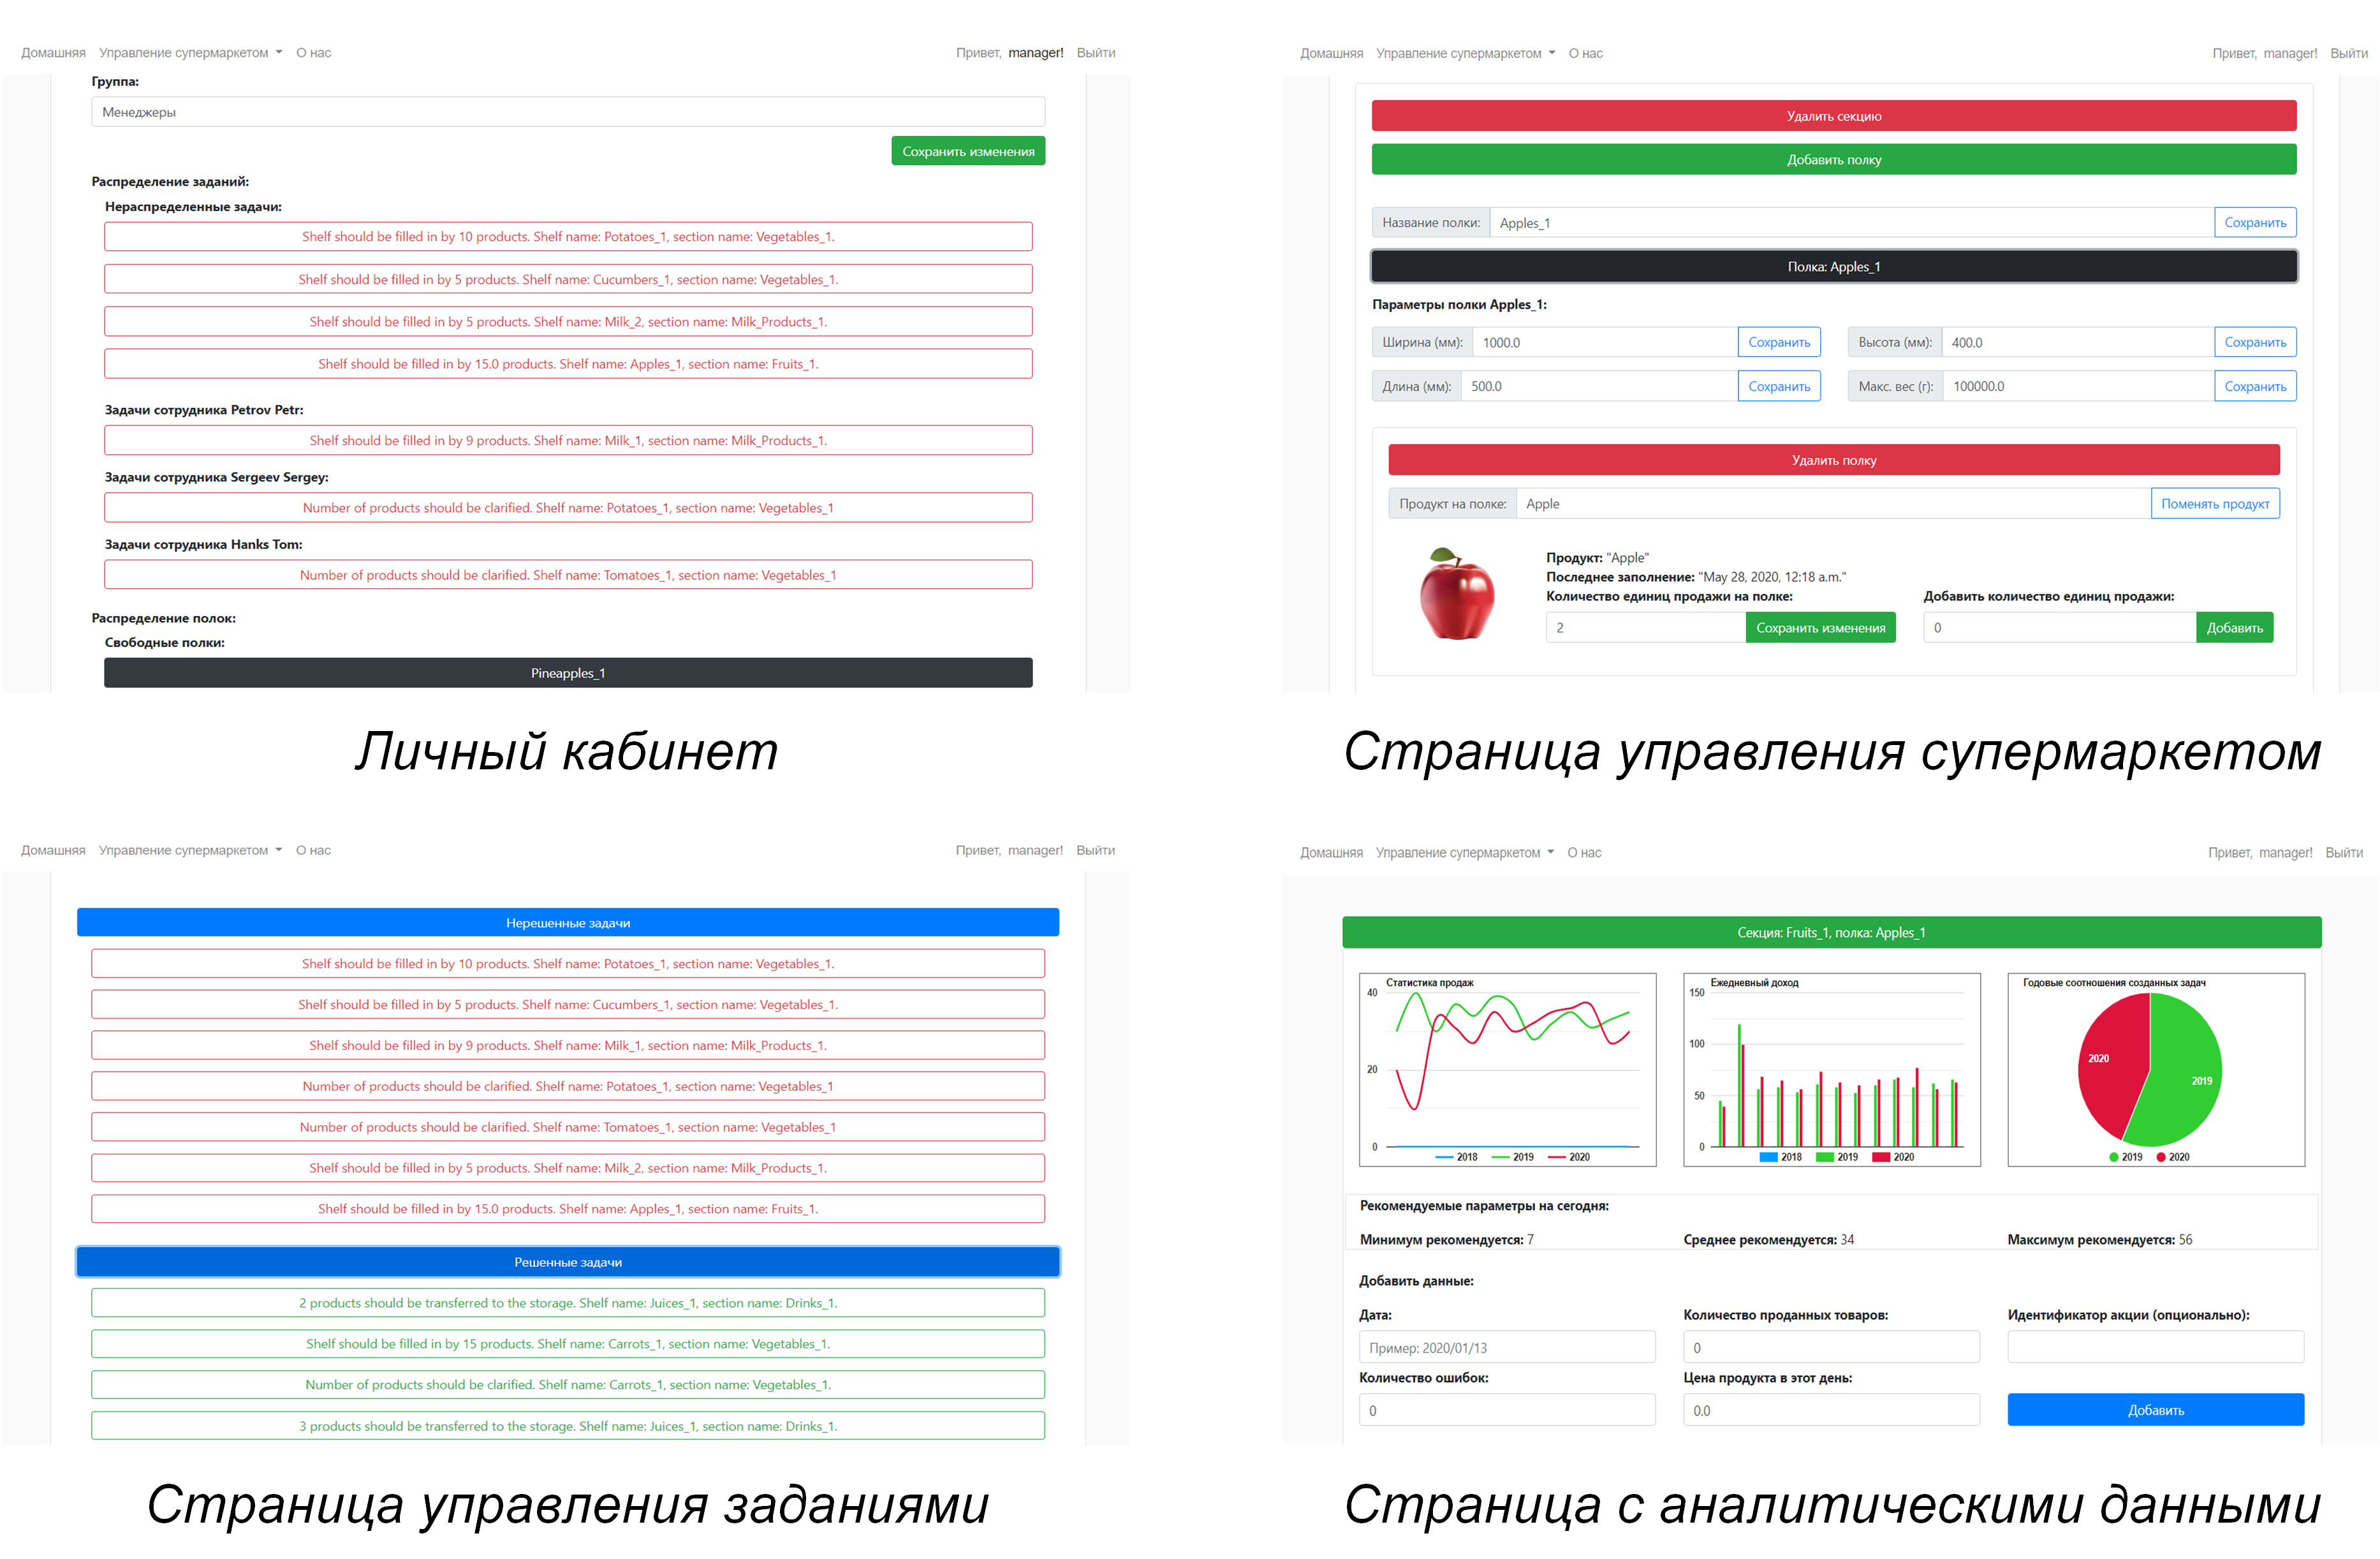 Домашняя Управление супермаркетом О нас Привет, manager! Выйти
Группа:
Менеджеры
Сохранить изменения
Распределение заданий:
Нераспределенные задачи:
Shelf should be filled in by 10 products. Shelf name: Potatoes_1, section name: Vegetables_1.
Shelf should be filled in by 5 products. Shelf name: Cucumbers_1, section name: Vegetables_1.
Shelf should be filled in by 5 products. Shelf name: Milk_2, section name: Milk_Products_1.
Shelf should be filled in by 15.0 products. Shelf name: Apples_1, section name: Fruits_1.
Задачи сотрудника Petrov Petr:
Shelf should be filled in by 9 products. Shelf name: Milk_1, section name: Milk_Products_1.
Задачи сотрудника Sergeev Sergey:
Number of products should be clarified. Shelf name: Potatoes_1, section name: Vegetables_1
Задачи сотрудника Hanks Tom:
Number of products should be clarified. Shelf name: Tomatoes_1, section name: Vegetables_1
Распределение полок:
Свободные полки:
Pineapples_1
Личный кабинет
Домашняя Управление супермаркетом О нас Привет, manager! Выйти
Удалить секцию
Добавить полку
Название полки: Apples_1 Сохранить
Полка: Apples_1
Параметры полки Apples_1:
Ширина (мм): 1000.0 Сохранить Высота (мм): 400.0 Сохранить
Длина (мм): 500.0 Сохранить Макс. вес (г): 100000.0 Сохранить
Удалить полку
Продукт на полке: Apple Поменять продукт
Продукт: "Apple"
Последнее заполнение: "May 28, 2020, 12:18 a.m."
Количество единиц продажи на полке: Добавить количество единиц продажи:
2 Сохранить изменения 0 Добавить
Страница управления супермаркетом
Домашняя Управление супермаркетом О нас Привет, manager! Выйти
Нерешенные задачи
Shelf should be filled in by 10 products. Shelf name: Potatoes_1, section name: Vegetables_1.
Shelf should be filled in by 5 products. Shelf name: Cucumbers_1, section name: Vegetables_1.
Shelf should be filled in by 9 products. Shelf name: Milk_1, section name: Milk_Products_1.
Number of products should be clarified. Shelf name: Potatoes_1, section name: Vegetables_1
Number of products should be clarified. Shelf name: Tomatoes_1, section name: Vegetables_1
Shelf should be filled in by 5 products. Shelf name: Milk_2, section name: Milk_Products_1.
Shelf should be filled in by 15.0 products. Shelf name: Apples_1, section name: Fruits_1.
Решенные задачи
2 products should be transferred to the storage. Shelf name: Juices_1, section name: Drinks_1.
Shelf should be filled in by 15 products. Shelf name: Carrots_1, section name: Vegetables_1.
Number of products should be clarified. Shelf name: Carrots_1, section name: Vegetables_1.
3 products should be transferred to the storage. Shelf name: Juices_1, section name: Drinks_1.
Страница управления заданиями
Домашняя Управление супермаркетом О нас Привет, manager! Выйти
Секция: Fruits_1, полка: Apples_1
Статистика продаж
40
20
0
2018 2019 2020
Ежедневный доход
150
100
50
0
2018 2019 2020
Годовые соотношения созданных задач
2020
2019
2019 2020
Рекомендуемые параметры на сегодня:
Минимум рекомендуется: 7 Среднее рекомендуется: 34 Максимум рекомендуется: 56
Добавить данные:
Дата: Количество проданных товаров: Идентификатор акции (опционально):
Пример: 2020/01/13 0
Количество ошибок: Цена продукта в этот день:
0 0.0 Добавить
Страница с аналитическими данными